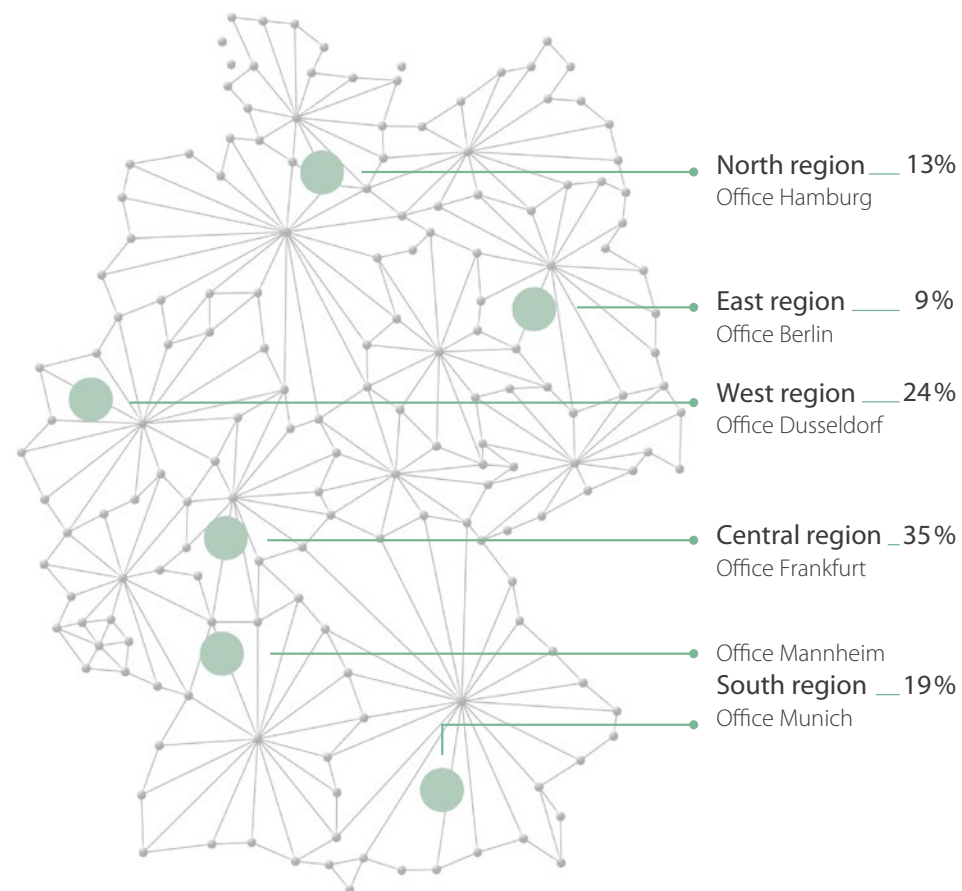 North region 13%
Office Hamburg
East region 9%
Office Berlin
West region 24%
Office Dusseldorf
Central region 35%
Office Frankfurt
Office Mannheim
South region 19%
Office Munich